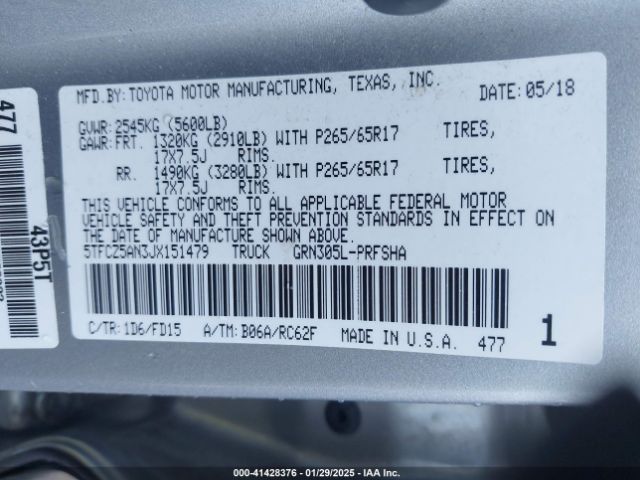 MFD.BY:TOYOTA MOTOR MANUFACTURING, TEXAS, INC. DATE:05/18
GVWR:2545KG (5600LB)
GAWR:FRT. 1320KG (2910LB) WITH P265/65R17 TIRES,
17X7.5J RIMS.
RR. 1490KG (3280LB) WITH P265/65R17 TIRES,
17X7.5J RIMS.
THIS VEHICLE CONFORMS TO ALL APPLICABLE FEDERAL MOTOR
VEHICLE SAFETY AND THEFT PREVENTION STANDARDS IN EFFECT ON
THE DATE OF MANUFACTURE SHOWN ABOVE.
5TFCZ5AN3JX151479 TRUCK GRN305L-PRFSHA
C/TR:1D6/FD15 A/TM:B06A/RC62F MADE IN U.S.A. 477 1
477
43P5T
000-41428376 - 01/29/2025 - IAA Inc.